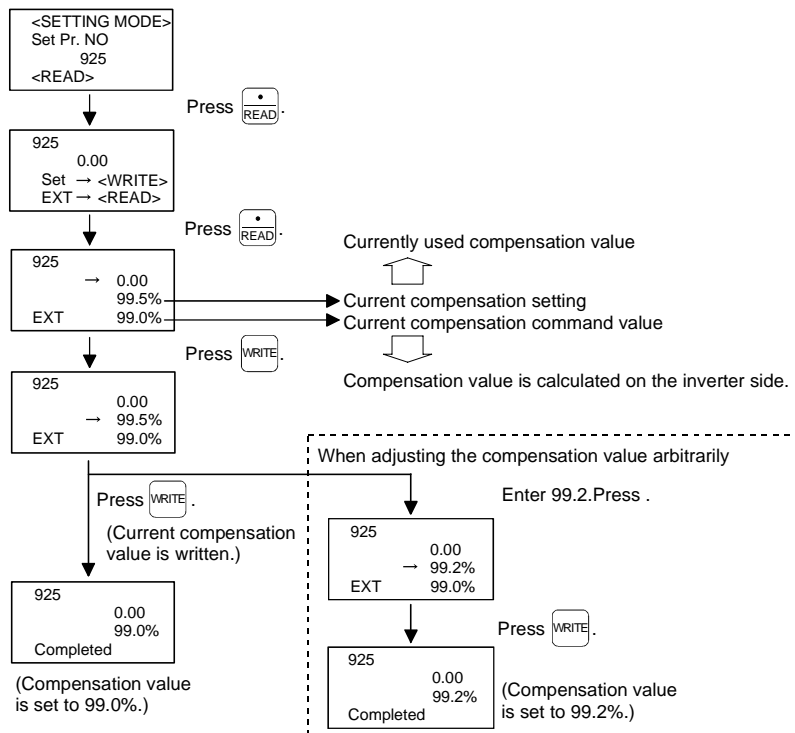 <SETTING MODE>
Set Pr. NO
925
<READ>
Press • READ.
925
0.00
Set → <WRITE>
EXT → <READ>
Press • READ.
925
→ 0.00
99.5%
EXT 99.0%
Currently used compensation value
Current compensation setting
Current compensation command value
Compensation value is calculated on the inverter side.
Press WRITE.
925
0.00
→ 99.5%
EXT 99.0%
Press WRITE .
(Current compensation
value is written.)
925
0.00
99.0%
Completed
(Compensation value
is set to 99.0%.)
When adjusting the compensation value arbitrarily
Enter 99.2.Press .
925
0.00
→ 99.2%
EXT 99.0%
Press WRITE.
925
0.00
99.2%
Completed
(Compensation value
is set to 99.2%.)